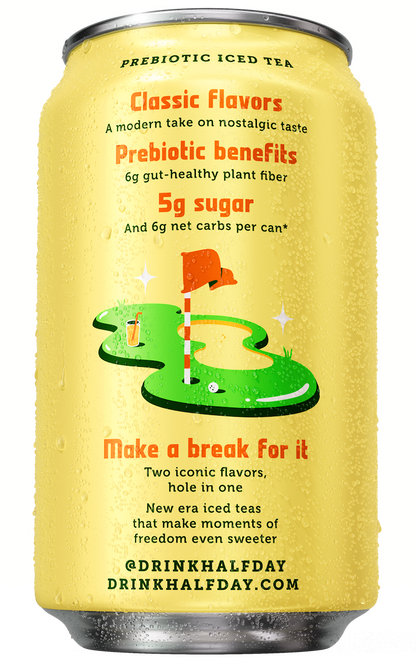 PREBIOTIC ICED TEA
Classic flavors
A modern take on nostalgic taste
Prebiotic benefits
6g gut-healthy plant fiber
5g sugar
And 6g net carbs per can*
Make a break for it
Two iconic flavors,
hole in one
New era iced teas
that make moments of
freedom even sweeter
@DRINKHALFDAY
DRINKHALFDAY.COM